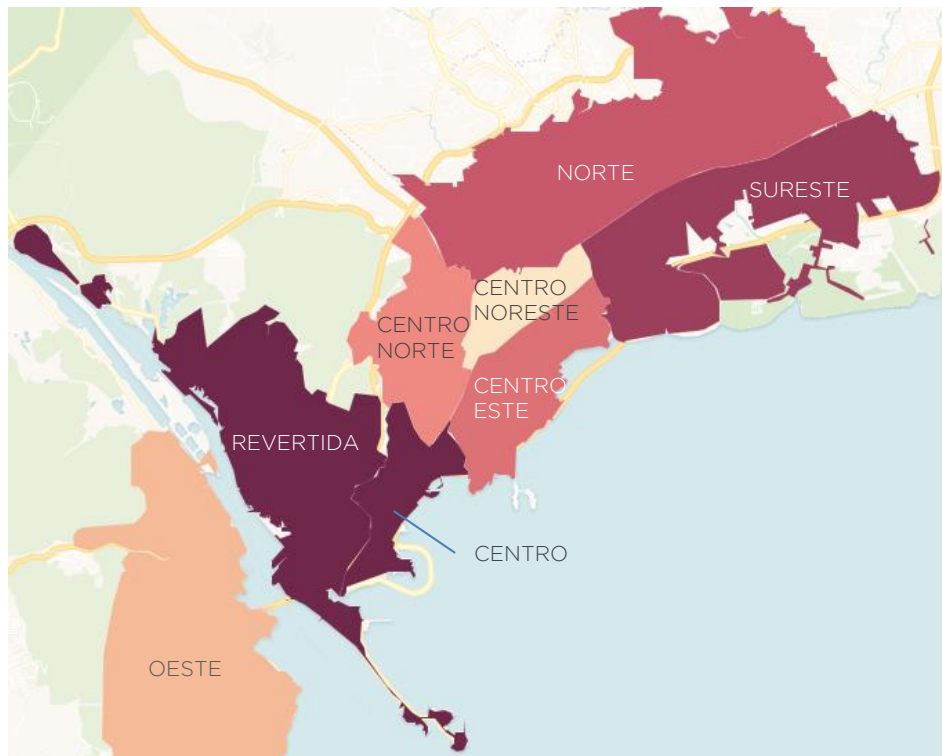 NORTE
SURESTE
CENTRO
NORESTE
CENTRO
NORTE
CENTRO
ESTE
REVERTIDA
CENTRO
OESTE